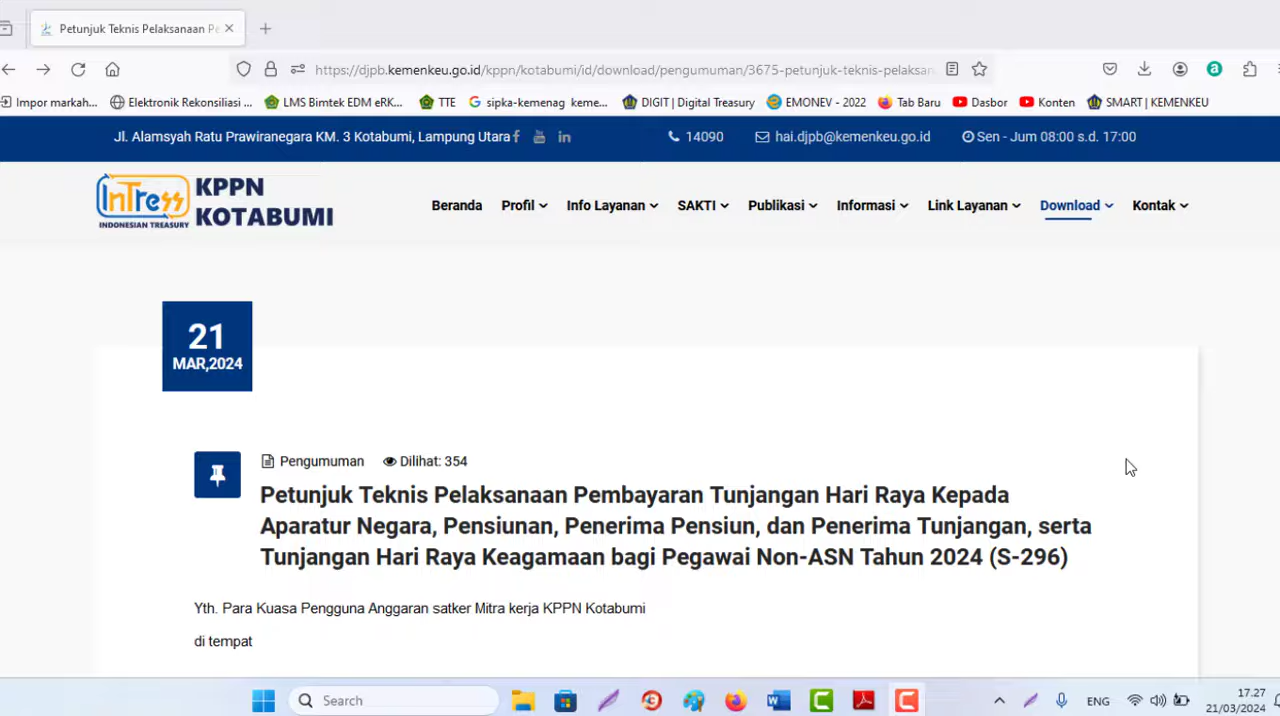 Petunjuk Teknis Pelaksanaan Pe
https://djpb.kemenkeu.go.id/kppn/kotabumi/id/download/pengumuman/3675-petunjuk-teknis-pelaksan
Impor markah... Elektronik Rekonsiliasi ... LMS Bimtek EDM eRK... TTE sipka-kemenag keme... DIGIT | Digital Treasury EMONEV - 2022 Tab Baru Dasbor Konten SMART | KEMENKEU
Jl. Alamsyah Ratu Prawiranegara KM. 3 Kotabumi, Lampung Utara 14090 hai.djpb@kemenkeu.go.id Sen - Jum 08:00 s.d. 17:00
InTress
INDONESIAN TREASURY
KPPN
KOTABUMI
Beranda Profil Info Layanan SAKTI Publikasi Informasi Link Layanan Download Kontak
21
MAR,2024
Pengumuman Dilihat: 354
Petunjuk Teknis Pelaksanaan Pembayaran Tunjangan Hari Raya Kepada
Aparatur Negara, Pensiunan, Penerima Pensiun, dan Penerima Tunjangan, serta
Tunjangan Hari Raya Keagamaan bagi Pegawai Non-ASN Tahun 2024 (S-296)
Yth. Para Kuasa Pengguna Anggaran satker Mitra kerja KPPN Kotabumi
di tempat
Search
ENG
17.27
21/03/2024